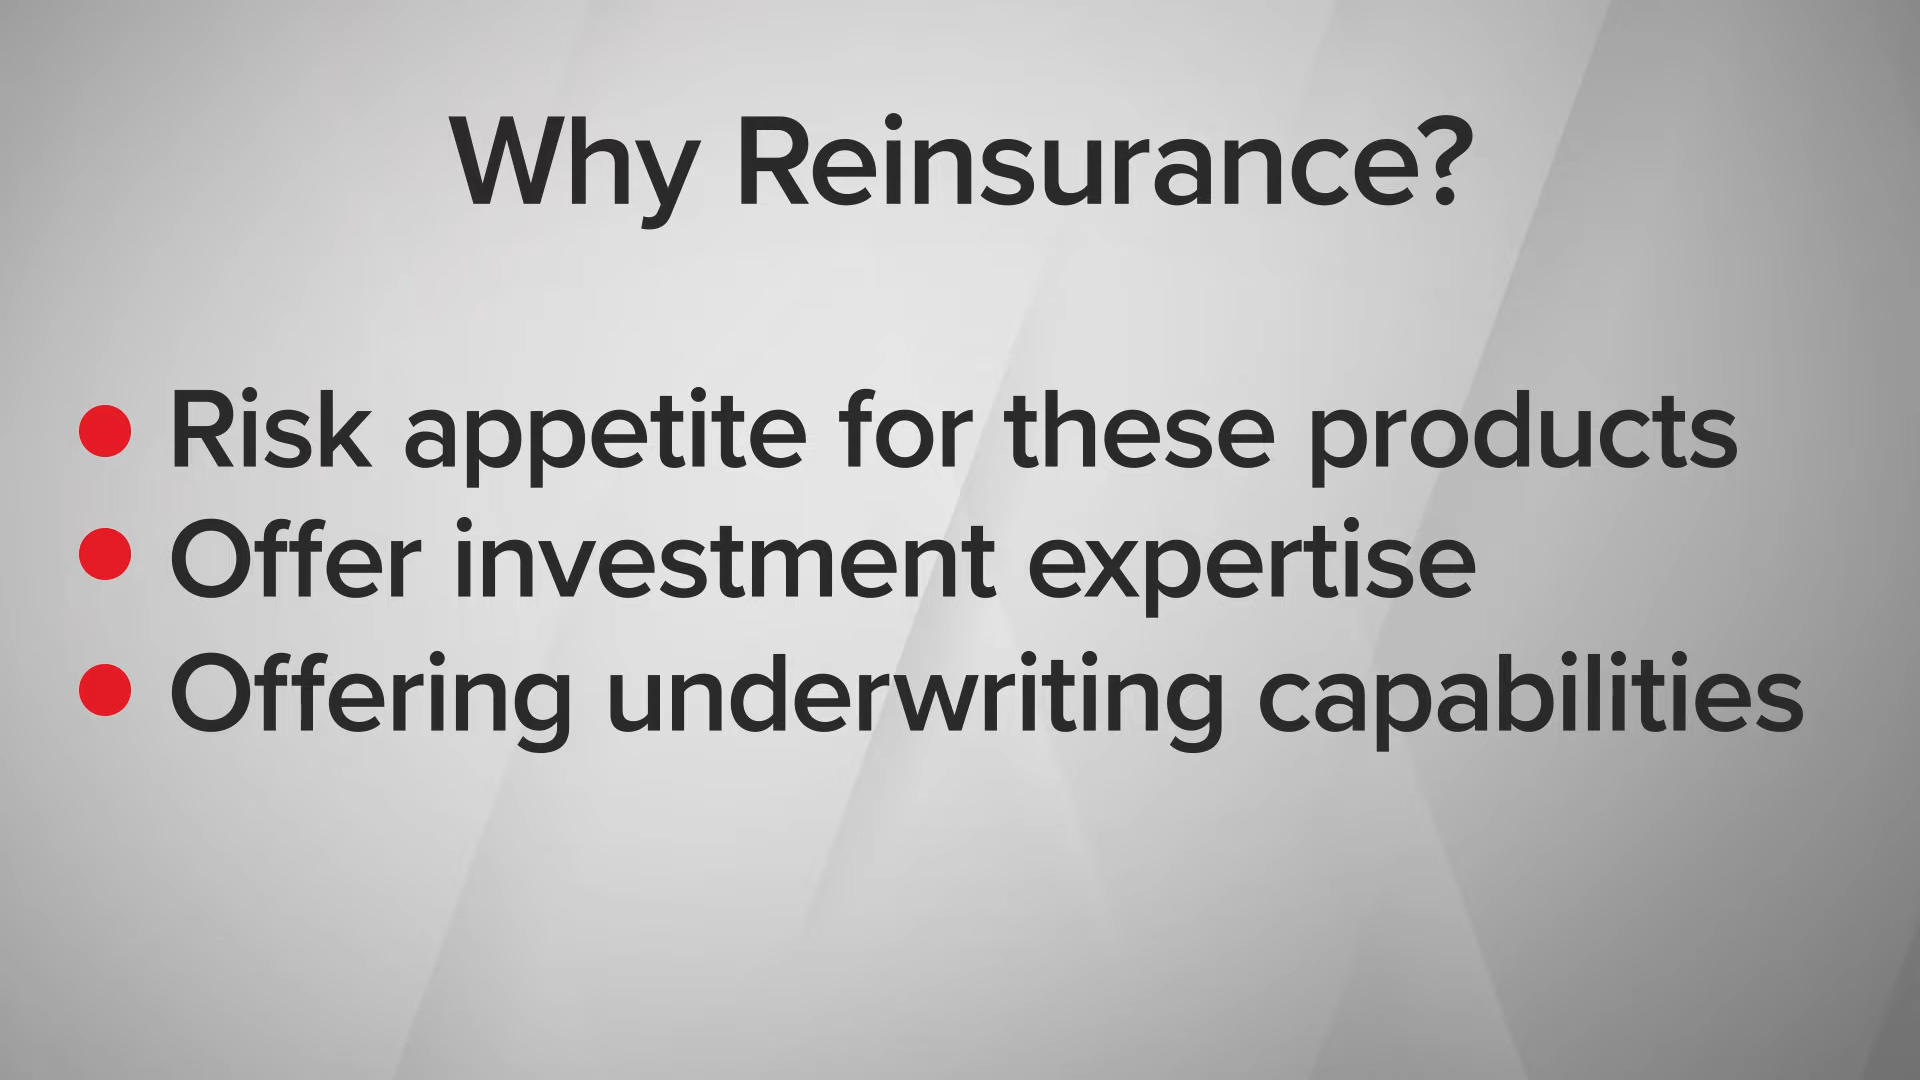 Why Reinsurance?
Risk appetite for these products
Offer investment expertise
Offering underwriting capabilities